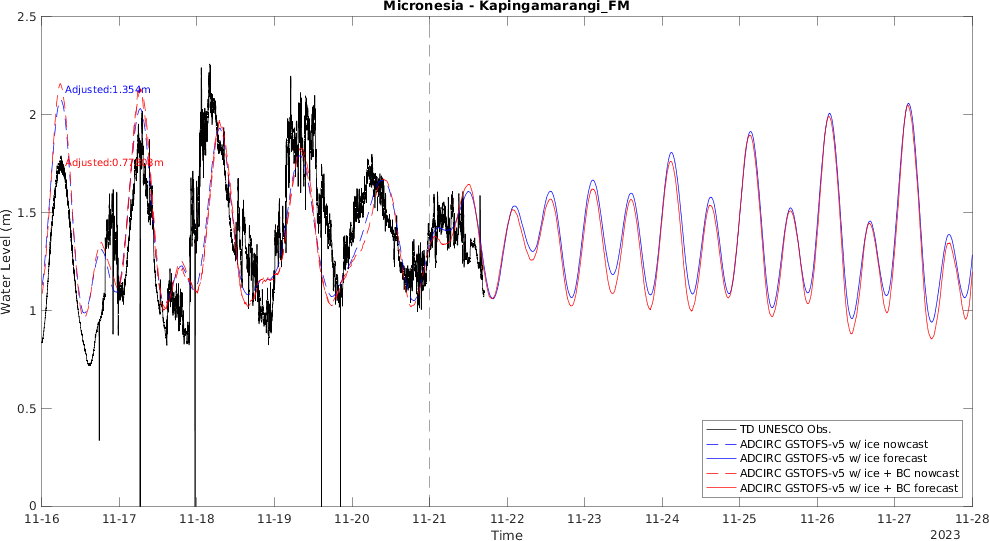 Micronesia - Kapingamarangi_FM
2.5
2
1.5
1
0.5
0
Water Level (m)
Adjusted:1.354m
11-16
11-17
11-18
11-19
11-20
11-21
11-22
11-23
11-24
11-25
11-26
11-27
11-28
Time
2023
TD UNESCO Obs.
ADCIRC GSTOFS-v5 w/ ice nowcast
ADCIRC GSTOFS-v5 w/ ice forecast
ADCIRC GSTOFS-v5 w/ ice + BC nowcast
ADCIRC GSTOFS-v5 w/ ice + BC forecast